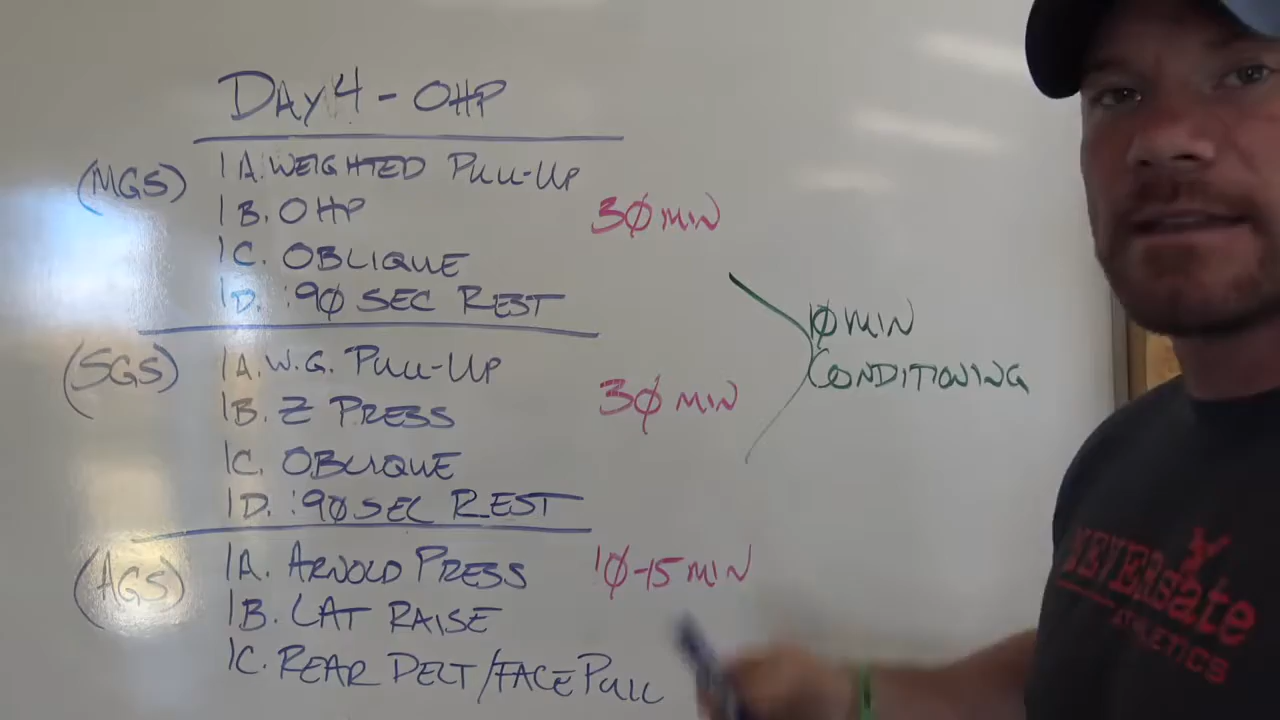 DAY 4 - OHP
(MGS)
1A. WEIGHTED PULL-UP
1B. OHP
1C. OBLIQUE
1D. :90 SEC REST
30 MIN
(SGS)
1A. W.G. PULL-UP
1B. Z PRESS
1C. OBLIQUE
1D. :90 SEC REST
30 MIN
10 MIN
CONDITIONING
(AGS)
1A. ARNOLD PRESS
1B. LAT RAISE
1C. REAR DELT/FACE PULL
10-15 MIN
NEVERsate
ATHLETICS